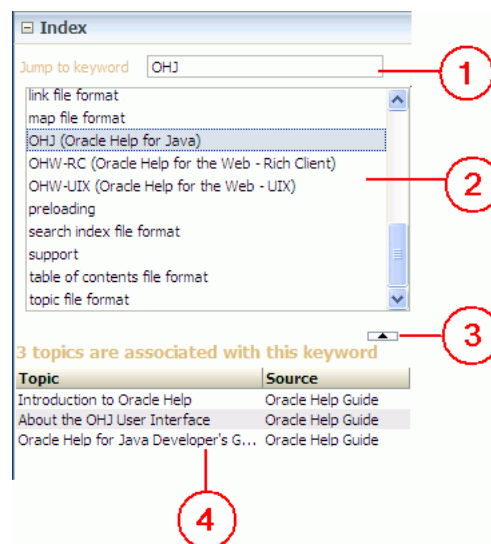 Index
Jump to keyword OHJ
1
link file format
map file format
OHJ (Oracle Help for Java)
OHW-RC (Oracle Help for the Web - Rich Client)
OHW-UIX (Oracle Help for the Web - UIX)
2
preloading
search index file format
support
table of contents file format
topic file format
3
3 topics are associated with this keyword
Topic Source
Introduction to Oracle Help Oracle Help Guide
About the OHJ User Interface Oracle Help Guide
Oracle Help for Java Developer's G... Oracle Help Guide
4